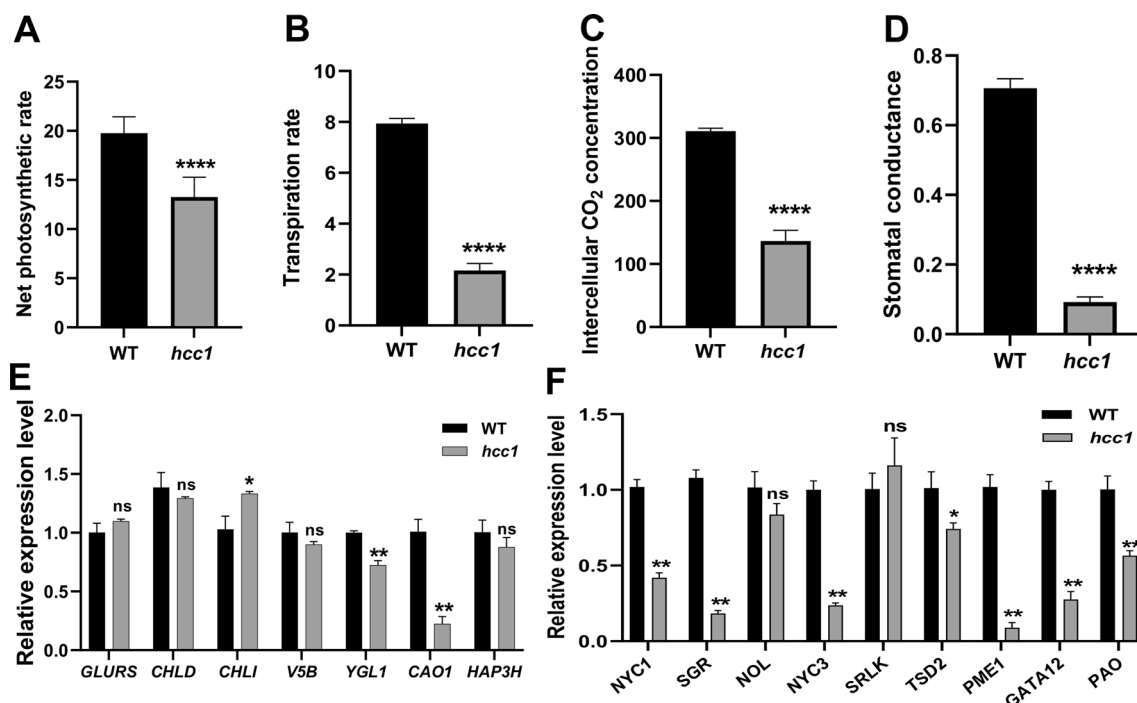 A
Net photosynthetic rate
25
20
15
10
5
0
****
WT
hcc1
B
Transpiration rate
10
8
6
4
2
0
****
WT
hcc1
C
Intercellular CO2 concentration
400
300
200
100
0
****
WT
hcc1
D
Stomatal conductance
0.8
0.6
0.4
0.2
0.0
****
WT
hcc1
E
Relative expression level
2.0
1.5
1.0
0.5
0.0
WT
hcc1
ns
ns
*
ns
**
**
ns
GLURS
CHLD
CHLI
V5B
YGL1
CAO1
HAP3H
F
Relative expression level
1.5
1.0
0.5
0.0
WT
hcc1
**
**
ns
**
ns
*
**
**
**
NYC1
SGR
NOL
NYC3
SRLK
TSD2
PME1
GATA12
PAO